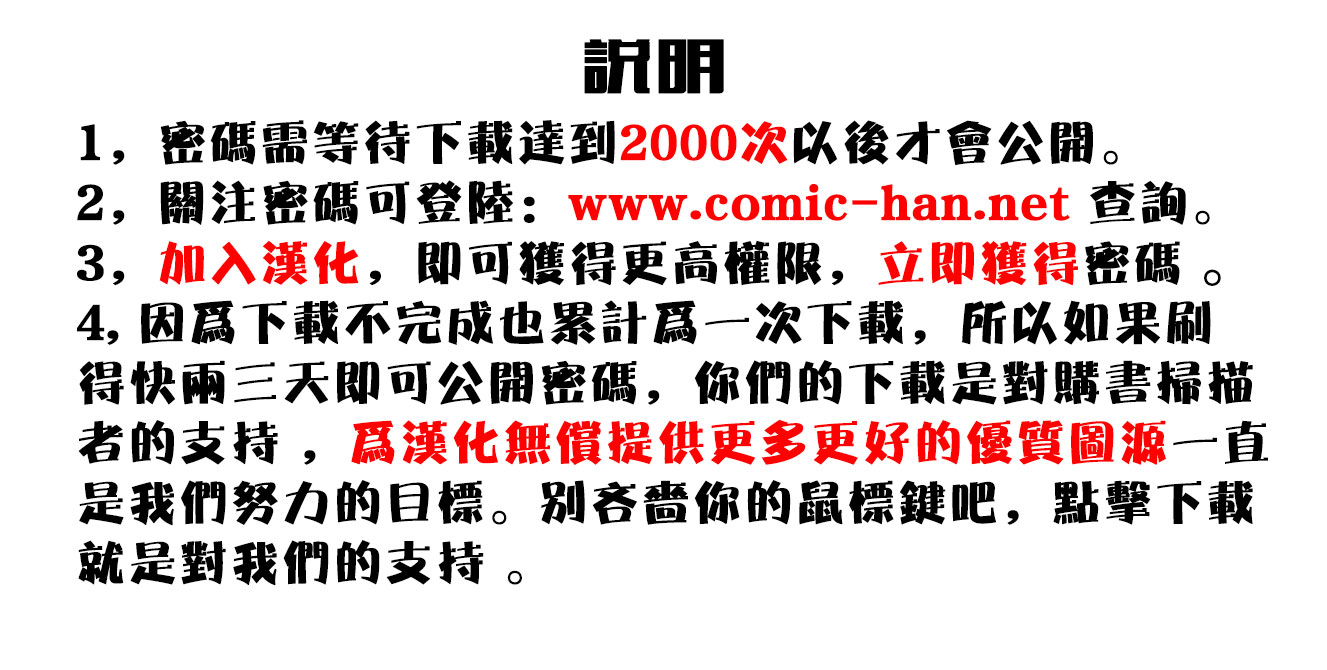 説明
1，密碼需等待下載達到2000次以後才會公開。
2，關注密碼可登陸：www.comic-han.net 查詢。
3，加入漢化，即可獲得更高權限，立即獲得密碼 。
4, 因爲下載不完成也累計爲一次下載，所以如果刷
得快兩三天即可公開密碼，你們的下載是對購書掃描
者的支持 ，爲漢化無償提供更多更好的優質圖源一直
是我們努力的目標。别吝嗇你的鼠標鍵吧，點擊下載
就是對我們的支持 。